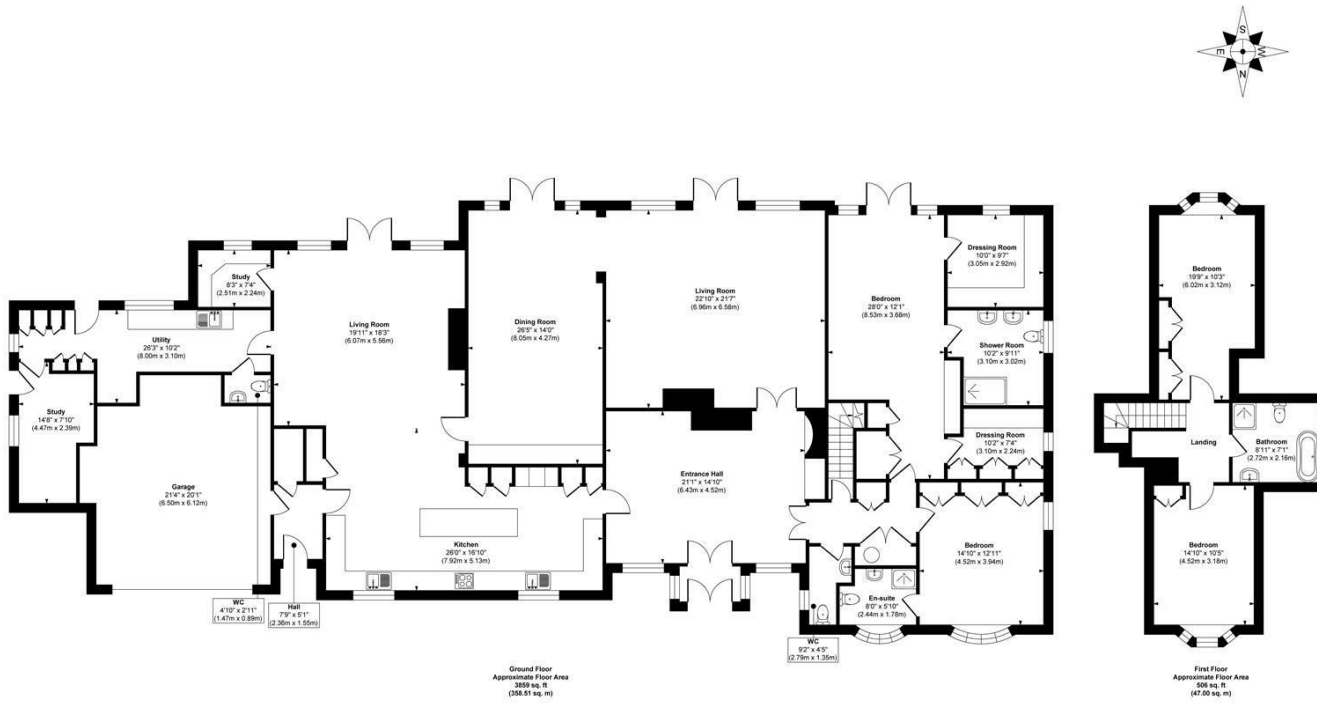 S
E
W
N
Study
8'3" x 7'4"
(2.51m x 2.24m)
Utility
26'3" x 10'2"
(8.00m x 3.10m)
Study
14'8" x 7'10"
(4.47m x 2.39m)
Garage
21'4" x 20'1"
(6.50m x 6.12m)
WC
4'10" x 2'11"
(1.47m x 0.89m)
Hall
7'9" x 5'1"
(2.36m x 1.55m)
Living Room
19'11" x 18'3"
(6.07m x 5.56m)
Dining Room
26'5" x 14'0"
(8.05m x 4.27m)
Kitchen
26'0" x 16'10"
(7.92m x 5.13m)
Living Room
22'10" x 21'7"
(6.96m x 6.58m)
Entrance Hall
21'1" x 14'10"
(6.43m x 4.52m)
Bedroom
28'0" x 12'1"
(8.53m x 3.68m)
Dressing Room
10'0" x 9'7"
(3.05m x 2.92m)
Shower Room
10'2" x 9'11"
(3.10m x 3.02m)
Dressing Room
10'2" x 7'4"
(3.10m x 2.24m)
Bedroom
14'10" x 12'11"
(4.52m x 3.94m)
En-suite
8'0" x 5'10"
(2.44m x 1.78m)
WC
9'2" x 4'5"
(2.79m x 1.35m)
Ground Floor
Approximate Floor Area
3859 sq. ft
(358.51 sq. m)
Bedroom
19'9" x 10'3"
(6.02m x 3.12m)
Landing
Bathroom
8'11" x 7'1"
(2.72m x 2.16m)
Bedroom
14'10" x 10'5"
(4.52m x 3.18m)
First Floor
Approximate Floor Area
506 sq. ft
(47.00 sq. m)